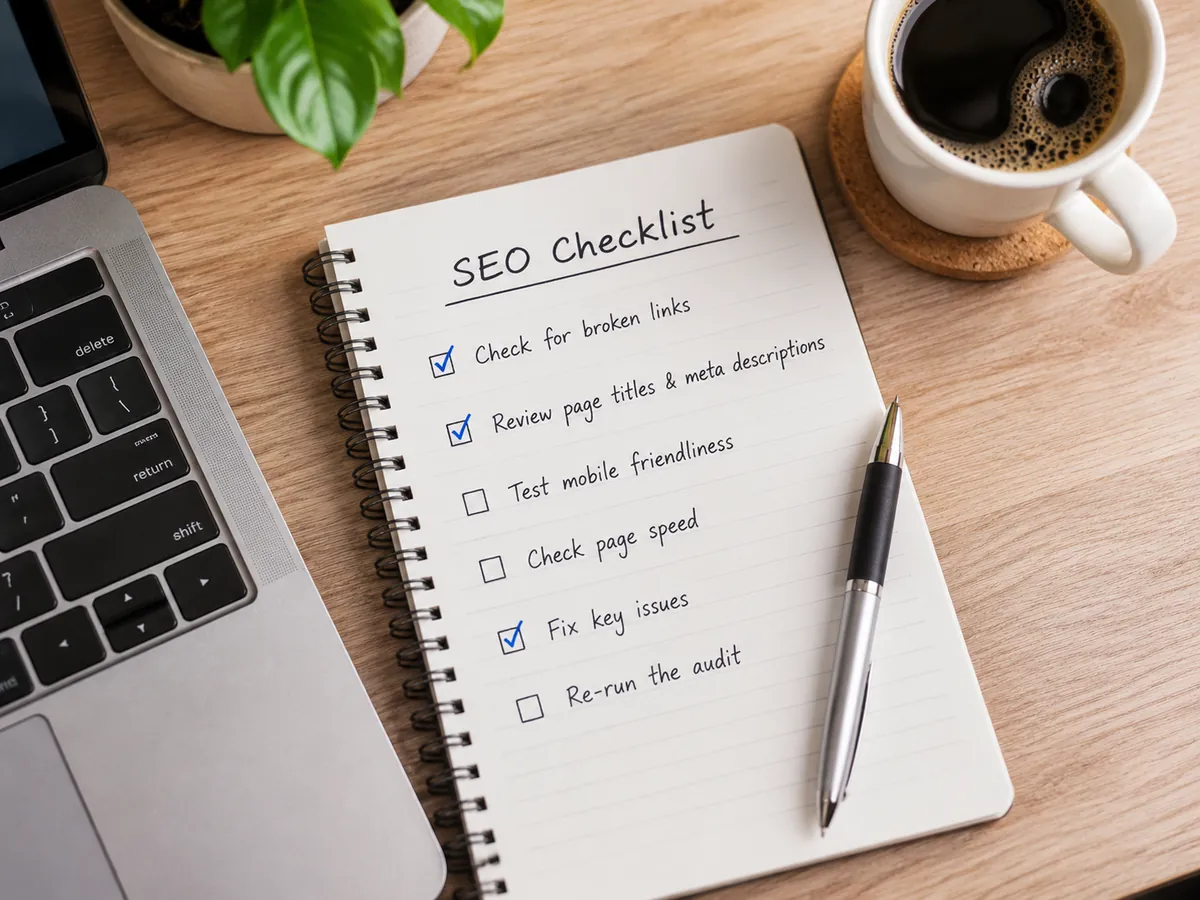 SEO Checklist
Check for broken links
Review page titles & meta descriptions
Test mobile friendliness
Check page speed
Fix key issues
Re-run the audit
delete
return
shift